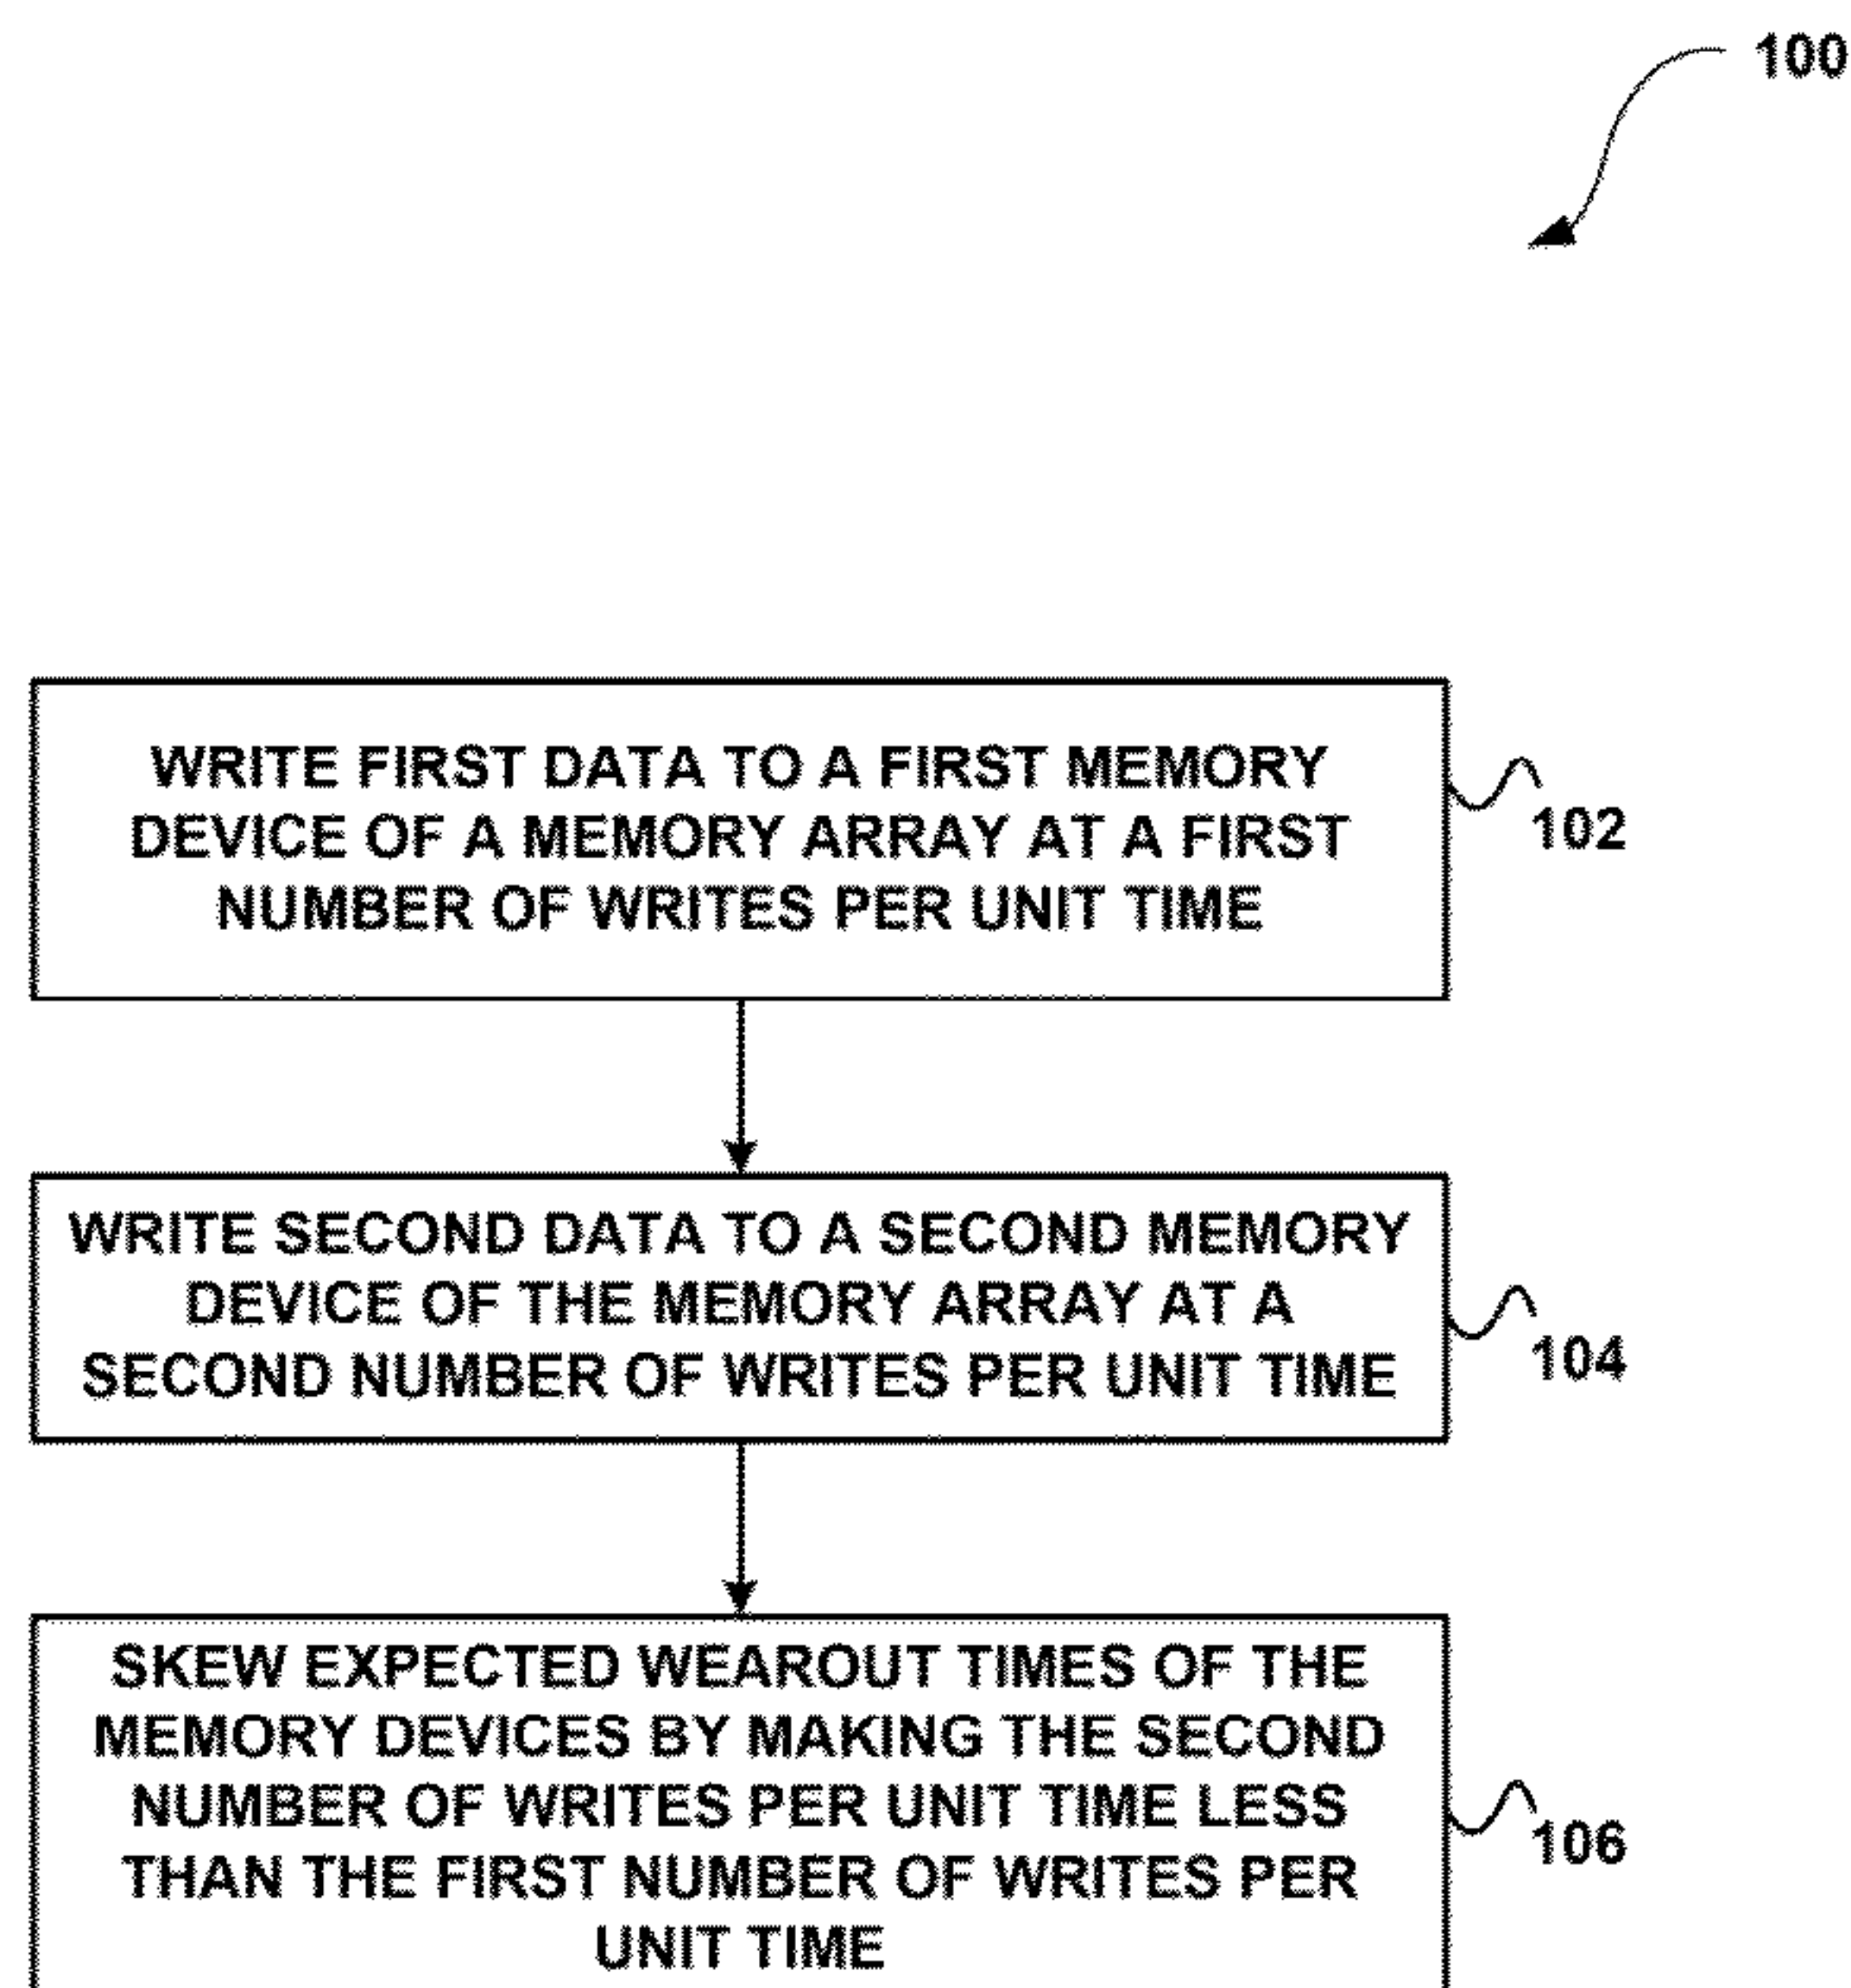 100
WRITE FIRST DATA TO A FIRST MEMORY
DEVICE OF A MEMORY ARRAY AT A FIRST
NUMBER OF WRITES PER UNIT TIME
102
WRITE SECOND DATA TO A SECOND MEMORY
DEVICE OF THE MEMORY ARRAY AT A
SECOND NUMBER OF WRITES PER UNIT TIME
104
SKEW EXPECTED WEAROUT TIMES OF THE
MEMORY DEVICES BY MAKING THE SECOND
NUMBER OF WRITES PER UNIT TIME LESS
THAN THE FIRST NUMBER OF WRITES PER
UNIT TIME
106